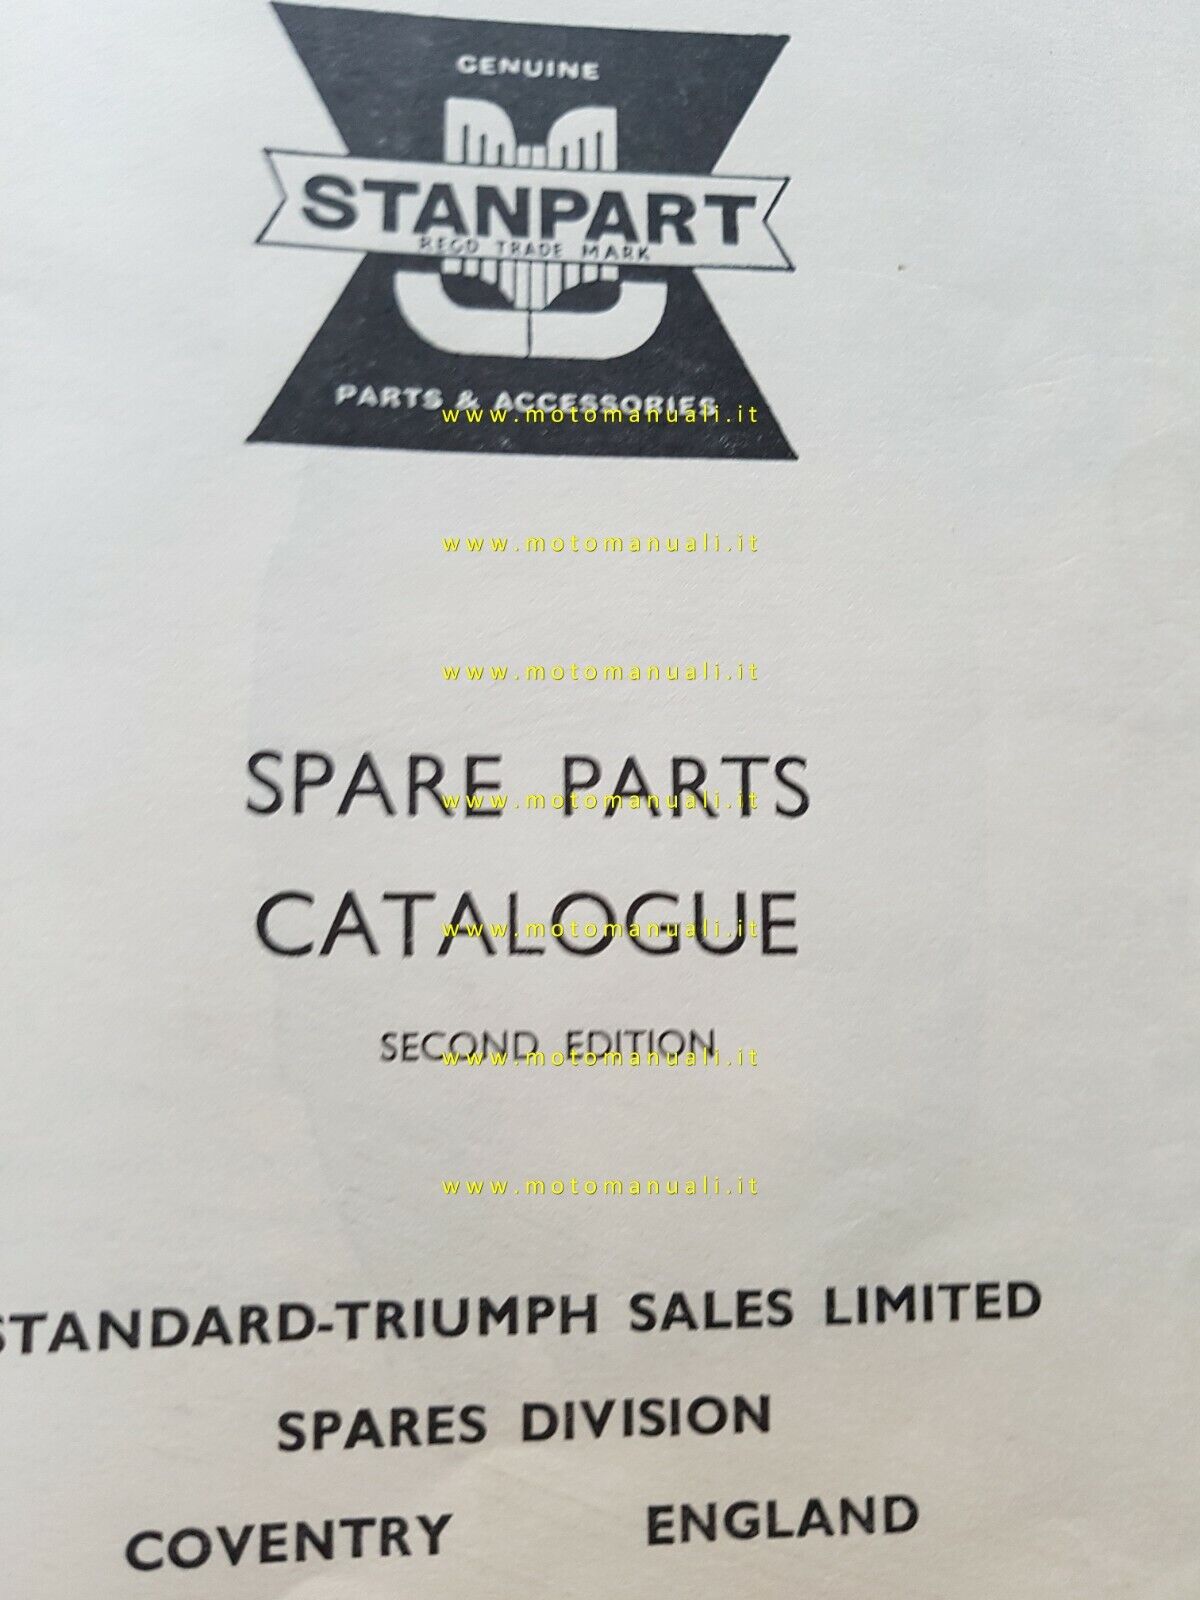 GENUINE
STANPART
REGD TRADE MARK
PARTS & ACCESSORIES
www.motomanuali.it
www.motomanuali.it
www.motomanuali.it
SPARE PARTS
www.motomanuali.it
CATALOGUE
www.motomanuali.it
SECOND EDITION
www.motomanuali.it
www.motomanuali.it
STANDARD-TRIUMPH SALES LIMITED
SPARES DIVISION
COVENTRY ENGLAND